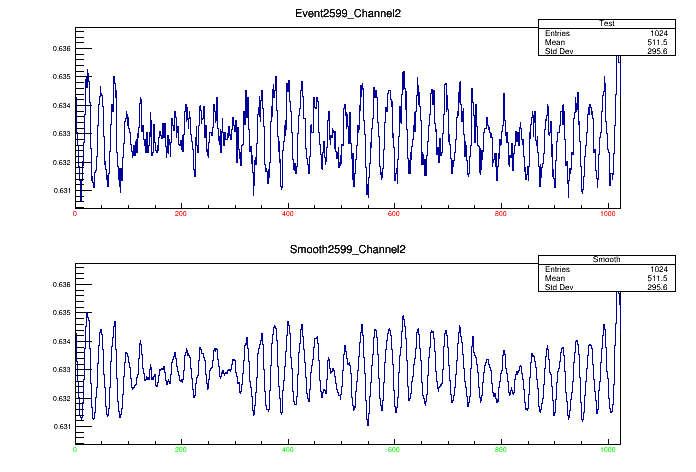 Event2599_Channel2
Test
Entries 1024
Mean 511.5
Std Dev 295.6
0.636
0.635
0.634
0.633
0.632
0.631
0 200 400 600 800 1000
Smooth2599_Channel2
Smooth
Entries 1024
Mean 511.5
Std Dev 295.6
0.636
0.635
0.634
0.633
0.632
0.631
0 200 400 600 800 1000